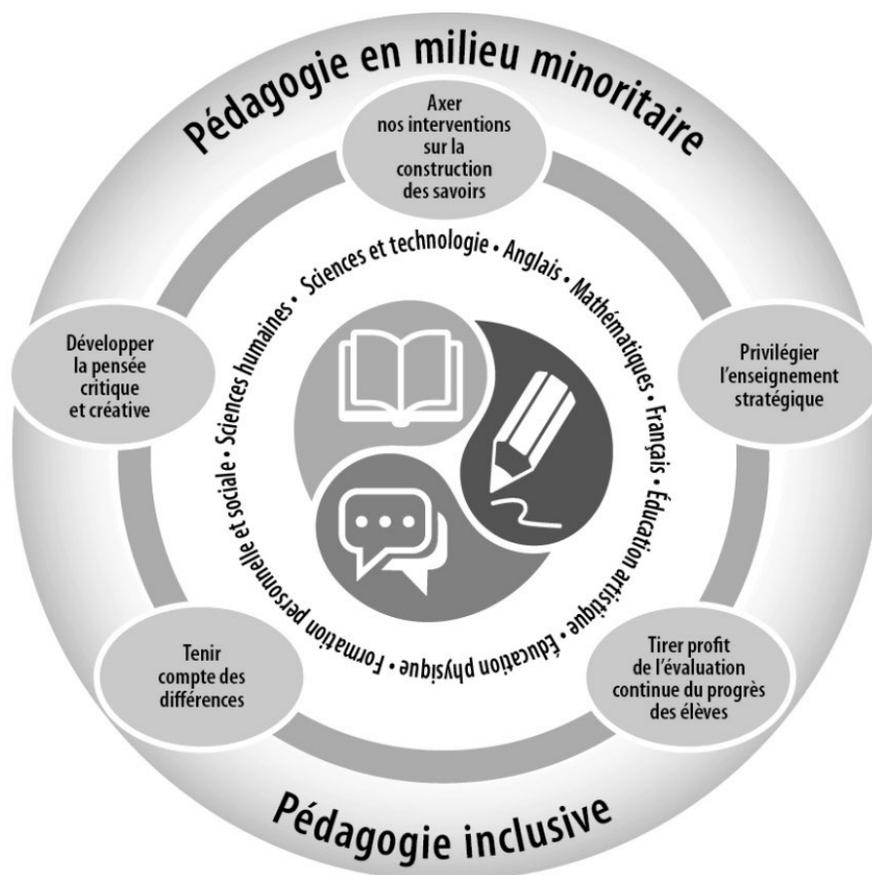 Pédagogie en milieu minoritaire
Axer
nos interventions
sur la
construction
des savoirs
Développer
la pensée
critique
et créative
Privilégier
l'enseignement
stratégique
Formation personnelle et sociale • Sciences humaines • Sciences et technologie • Anglais • Mathématiques • Français • Éducation artistique • Éducation physique •
Tenir
compte des
différences
Tirer profit
de l'évaluation
continue du progrès
des élèves
Pédagogie inclusive